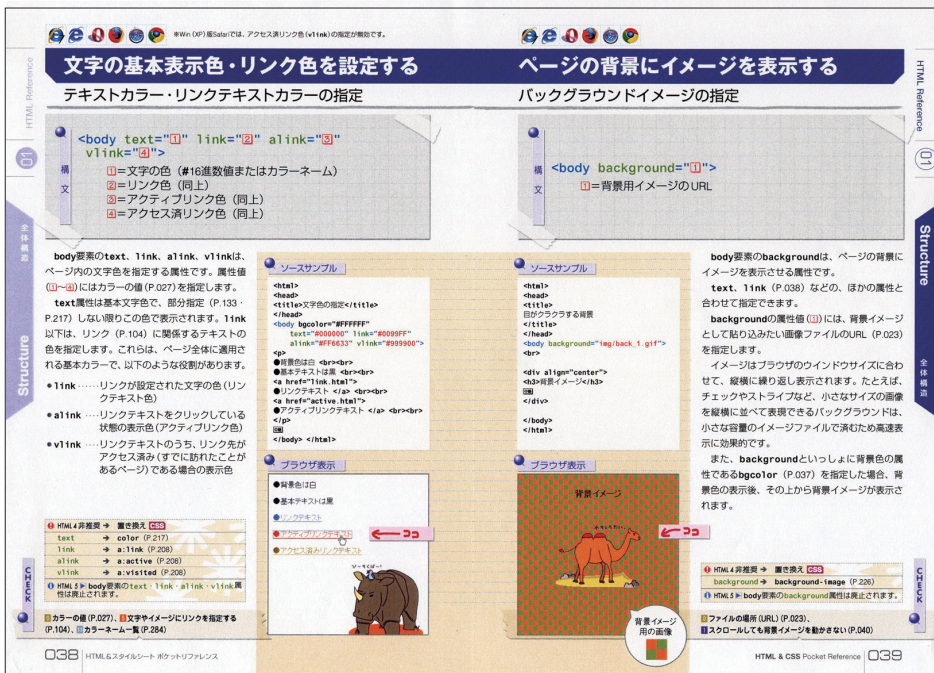 ※Win (XP) 版Safariでは、アクセス済リンク色(vlink)の指定が無効です。
文字の基本表示色・リンク色を設定する
テキストカラー・リンクテキストカラーの指定
HTML Reference
01
全体構造
Structure
構文
<body text="1" link="2" alink="3"
vlink="4">
1=文字の色（#16進数値またはカラーネーム）
2=リンク色（同上）
3=アクティブリンク色（同上）
4=アクセス済リンク色（同上）
body要素のtext、link、alink、vlinkは、
ページ内の文字色を指定する属性です。属性値
(1〜4)にはカラーの値(P.027)を指定します。
text属性は基本文字色で、部分指定（P.133・
P.217）しない限りこの色で表示されます。link
以下は、リンク（P.104）に関係するテキストの
色を指定します。これらは、ページ全体に適用さ
れる基本カラーで、以下のような役割があります。
●link……リンクが設定された文字の色（リン
クテキスト色）
●alink……リンクテキストをクリックしている
状態の表示色(アクティブリンク色)
●vlink……リンクテキストのうち、リンク先が
アクセス済み（すでに訪れたことが
あるページ）である場合の表示色
HTML 4 非推奨 → 置き換え CSS
text → color (P.217)
link → a:link (P.208)
alink → a:active (P.208)
vlink → a:visited (P.208)
HTML 5 ▶ body要素のtext・link・alink・vlink属
性は廃止されます。
CHECK
カラーの値(P.027)、文字やイメージにリンクを指定する
(P.104)、カラーネーム一覧(P.284)
038 HTML&スタイルシート ポケットリファレンス
ソースサンプル
<html>
<head>
<title>文字色の指定</title>
</head>
<body bgcolor="#FFFFFF"
text="#000000" link="#0099FF"
alink="#FF6633" vlink="#999900">
<p>
●背景色は白 <br><br>
●基本テキストは黒 <br><br>
<a href="link.html">
●リンクテキスト </a> <br><br>
<a href="active.html">
●アクティブリンクテキスト </a> <br><br>
</p>
</body> </html>
ブラウザ表示
●背景色は白
●基本テキストは黒
●リンクテキスト
●アクティブリンクテキスト
ココ
●アクセス済みリンクテキスト
ページの背景にイメージを表示する
バックグラウンドイメージの指定
構文
<body background="1">
1=背景用イメージのURL
ソースサンプル
<html>
<head>
<title>
目がクラクラする背景
</title>
</head>
<body background="img/back_1.gif">
<br>
<div align="center">
<h3>背景イメージ</h3>
</div>
</body>
</html>
ブラウザ表示
背景イメージ
ココ
背景イメージ
用の画像
body要素のbackgroundは、ページの背景に
イメージを表示させる属性です。
text、link（P.038）などの、ほかの属性と
合わせて指定できます。
backgroundの属性値(1)には、背景イメージ
として貼り込みたい画像ファイルのURL（P.023）
を指定します。
イメージはブラウザのウインドウサイズに合わ
せて、縦横に繰り返し表示されます。たとえば、
チェックやストライプなど、小さなサイズの画像
を縦横に並べて表現できるバックグラウンドは、
小さな容量のイメージファイルで済むため高速表
示に効果的です。
また、backgroundといっしょに背景色の属
性であるbgcolor（P.037）を指定した場合、背
景色の表示後、その上から背景イメージが表示さ
れます。
HTML 4 非推奨 → 置き換え CSS
background → background-image (P.226)
HTML 5 ▶ body要素のbackground属性は廃止されます。
ファイルの場所(URL)(P.023)、
スクロールしても背景イメージを動かさない(P.040)
HTML & CSS Pocket Reference 039
HTML Reference
01
Structure
全体構造
CHECK